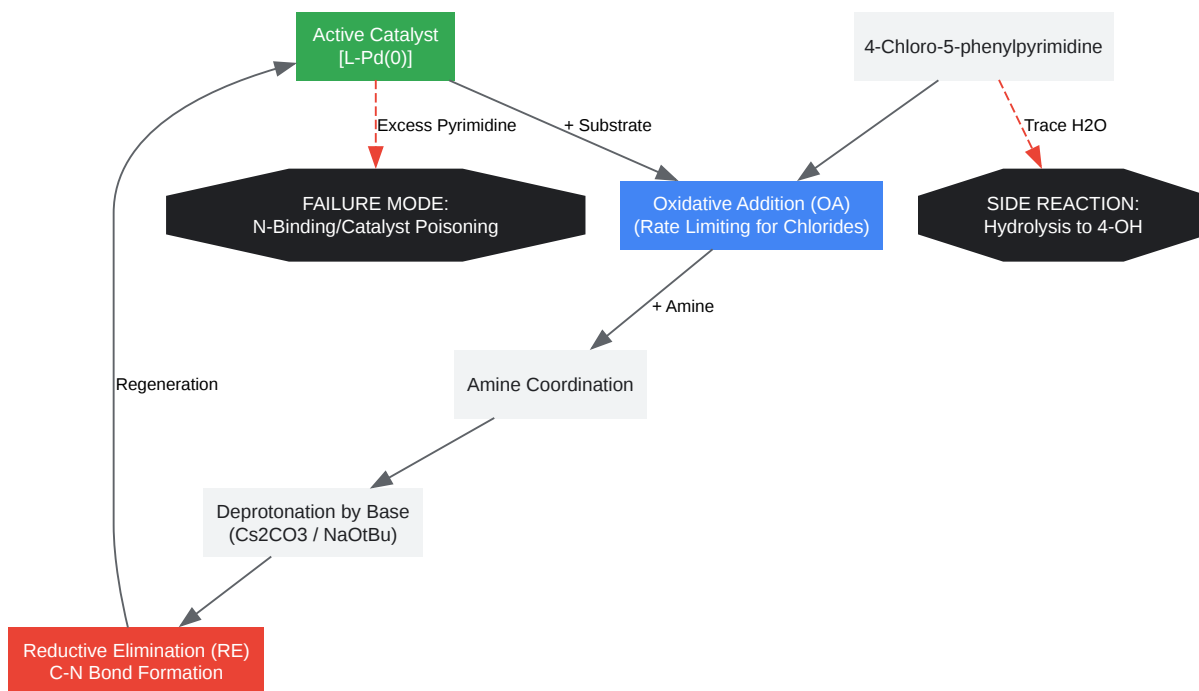 Active Catalyst
[L-Pd(0)]
4-Chloro-5-phenylpyrimidine
Excess Pyrimidine
+ Substrate
Trace H2O
FAILURE MODE:
N-Binding/Catalyst Poisoning
Oxidative Addition (OA)
(Rate Limiting for Chlorides)
SIDE REACTION:
Hydrolysis to 4-OH
+ Amine
Amine Coordination
Regeneration
Deprotonation by Base
(Cs2CO3 / NaOtBu)
Reductive Elimination (RE)
C-N Bond Formation